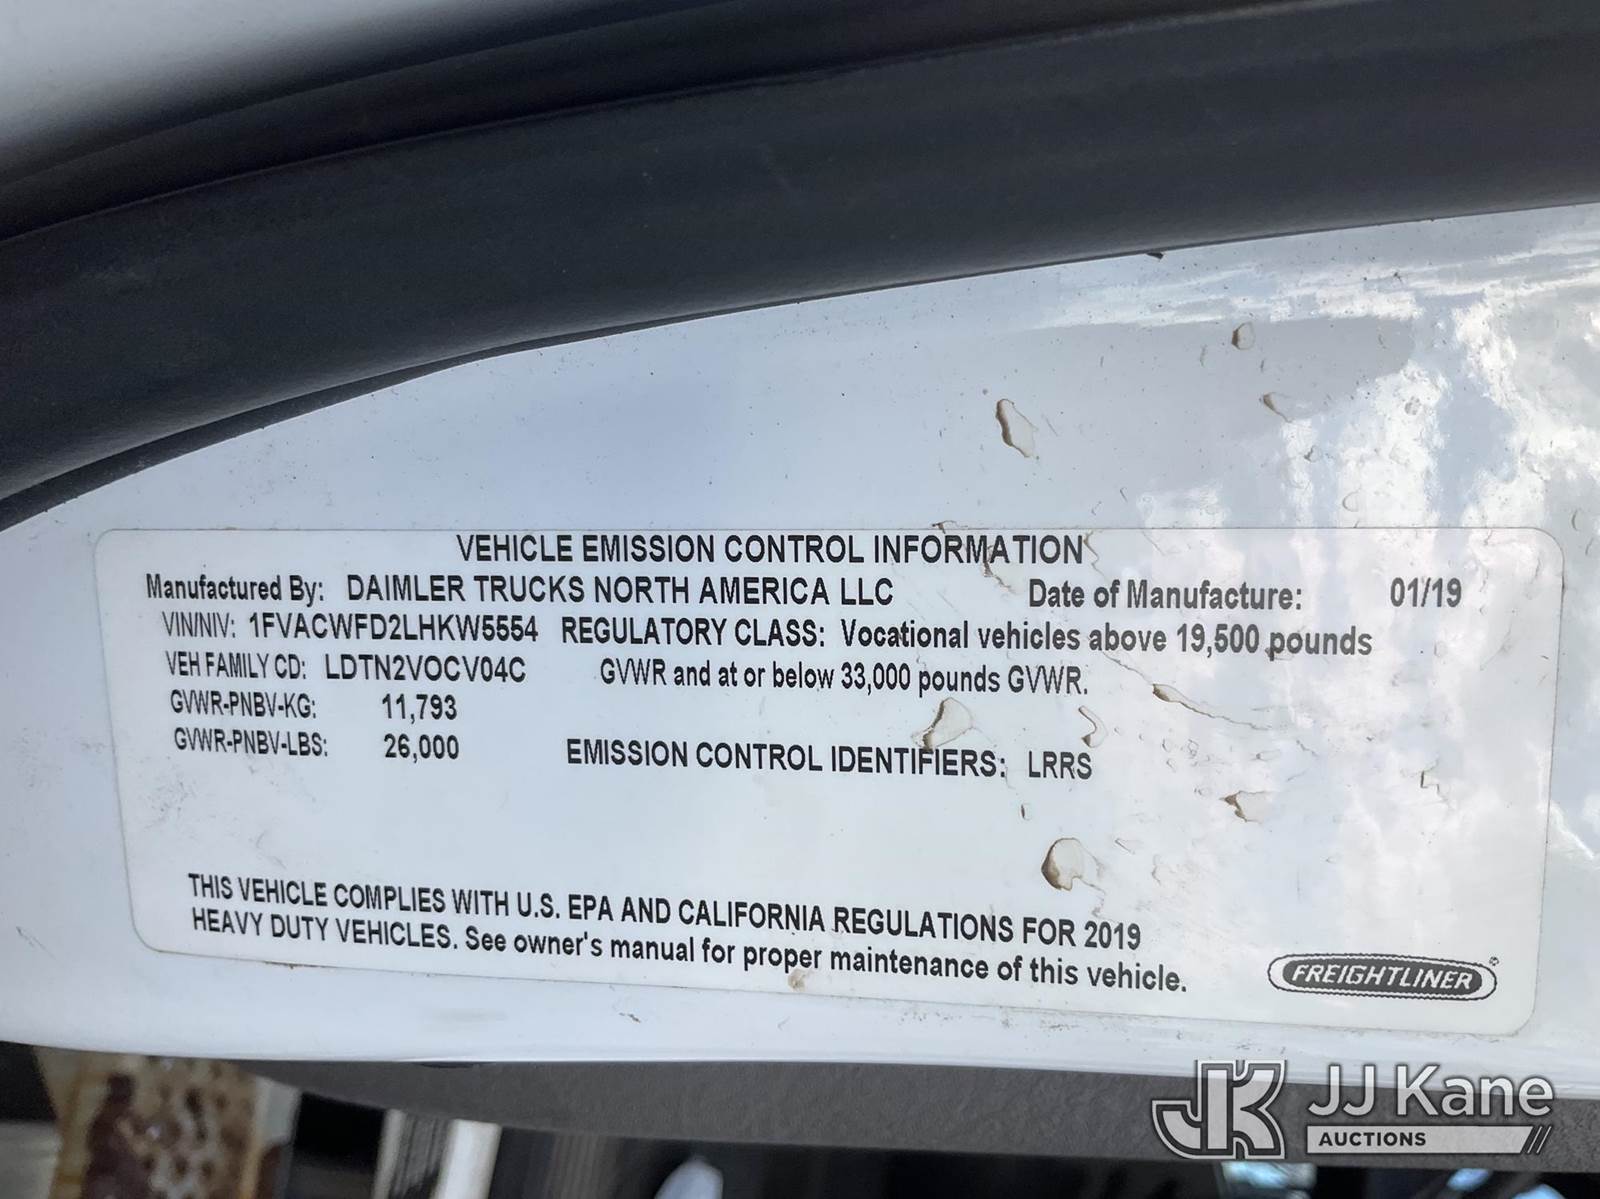 VEHICLE EMISSION CONTROL INFORMATION
Manufactured By: DAIMLER TRUCKS NORTH AMERICA LLC Date of Manufacture: 01/19
VIN/NIV: 1FVACWFD2LHKW5554 REGULATORY CLASS: Vocational vehicles above 19,500 pounds
VEH FAMILY CD: LDTN2VOCV04C GVWR and at or below 33,000 pounds GVWR.
GVWR-PNBV-KG: 11,793
GVWR-PNBV-LBS: 26,000 EMISSION CONTROL IDENTIFIERS: LRRS
THIS VEHICLE COMPLIES WITH U.S. EPA AND CALIFORNIA REGULATIONS FOR 2019
HEAVY DUTY VEHICLES. See owner's manual for proper maintenance of this vehicle.
FREIGHTLINER
JK JJ Kane
AUCTIONS